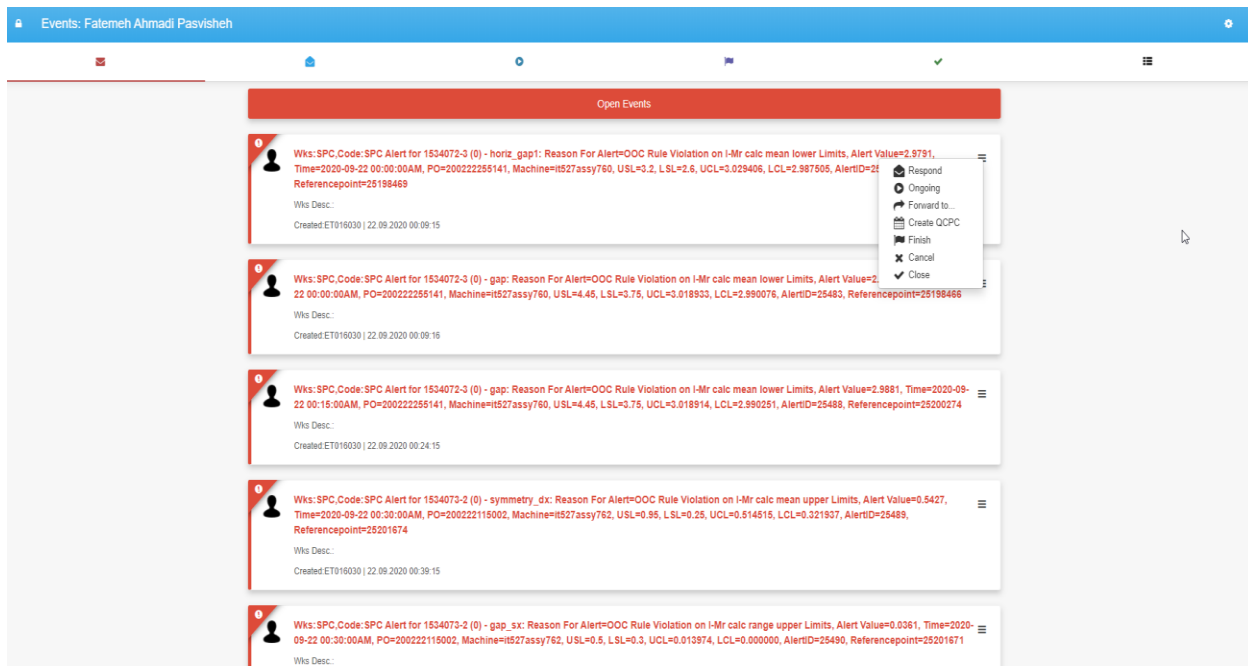 Events: Fatemeh Ahmadi Pasvisheh
Open Events
Wks:SPC,Code:SPC Alert for 1534072-3 (0) - horiz_gap1: Reason For Alert=OOC Rule Violation on I-Mr calc mean lower Limits, Alert Value=2.9791,
Time=2020-09-22 00:00:00AM, PO=200222255141, Machine=it527assy760, USL=3.2, LSL=2.6, UCL=3.029406, LCL=2.987505,
Referencepoint=25198469
Wks Desc.:
Created:ET016030 | 22.09.2020 00:09:15
Respond
Ongoing
Forward to...
Create QCPC
Finish
Cancel
Close
Wks:SPC,Code:SPC Alert for 1534072-3 (0) - gap: Reason For Alert=OOC Rule Violation on I-Mr calc mean lower Limits, Alert
22 00:00:00AM, PO=200222255141, Machine=it527assy760, USL=4.45, LSL=3.75, UCL=3.018933, LCL=2.990076, AlertID=25483, Referencepoint=25198466
Wks Desc.:
Created:ET016030 | 22.09.2020 00:09:16
Wks:SPC,Code:SPC Alert for 1534072-3 (0) - gap: Reason For Alert=OOC Rule Violation on I-Mr calc mean lower Limits, Alert Value=2.9881, Time=2020-09-
22 00:15:00AM, PO=200222255141, Machine=it527assy760, USL=4.45, LSL=3.75, UCL=3.018914, LCL=2.990251, AlertID=25488, Referencepoint=25200274
Wks Desc.:
Created:ET016030 | 22.09.2020 00:24:15
Wks:SPC,Code:SPC Alert for 1534073-2 (0) - symmetry_dx: Reason For Alert=OOC Rule Violation on I-Mr calc mean upper Limits, Alert Value=0.5427,
Time=2020-09-22 00:30:00AM, PO=200222115002, Machine=it527assy762, USL=0.95, LSL=0.25, UCL=0.514515, LCL=0.321937, AlertID=25489,
Referencepoint=25201674
Wks Desc.:
Created:ET016030 | 22.09.2020 00:39:15
Wks:SPC,Code:SPC Alert for 1534073-2 (0) - gap_sx: Reason For Alert=OOC Rule Violation on I-Mr calc range upper Limits, Alert Value=0.0361, Time=2020-
09-22 00:30:00AM, PO=200222115002, Machine=it527assy762, USL=0.5, LSL=0.3, UCL=0.013974, LCL=0.000000, AlertID=25490, Referencepoint=25201671
Wks Desc.: